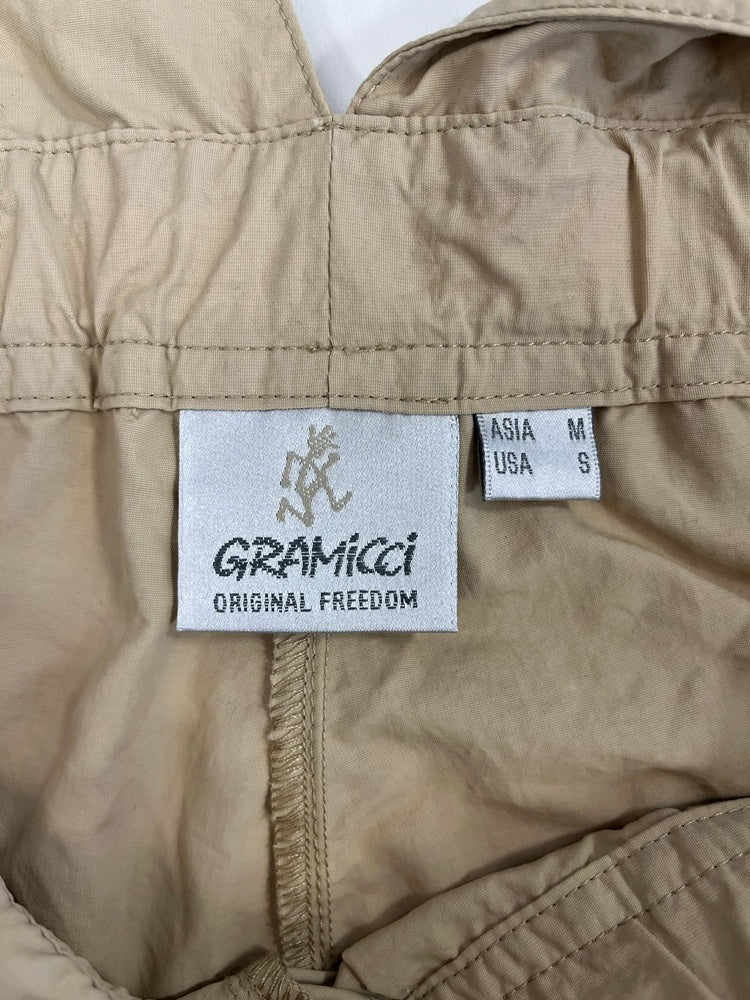 GRAMiCCi
ORIGINAL FREEDOM
ASIA M
USA S